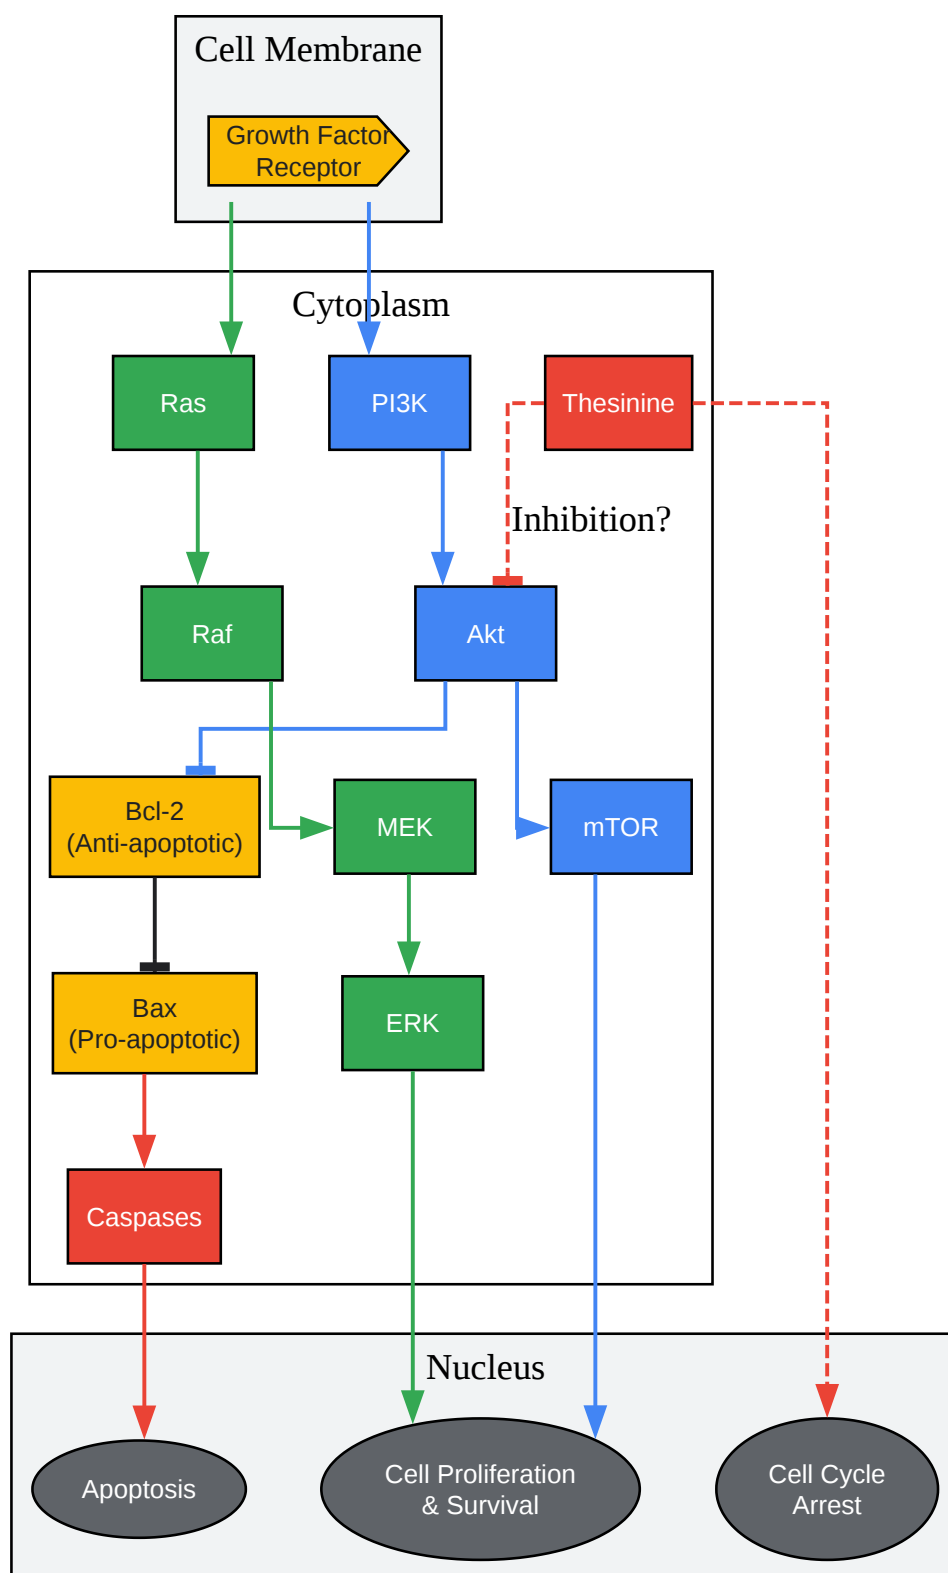 Cell Membrane
Growth Factor
Receptor
Cytoplasm
Ras
PI3K
Thesinine
Inhibition?
Raf
Akt
Bcl-2
(Anti-apoptotic)
MEK
mTOR
Bax
(Pro-apoptotic)
ERK
Caspases
Nucleus
Apoptosis
Cell Proliferation
& Survival
Cell Cycle
Arrest